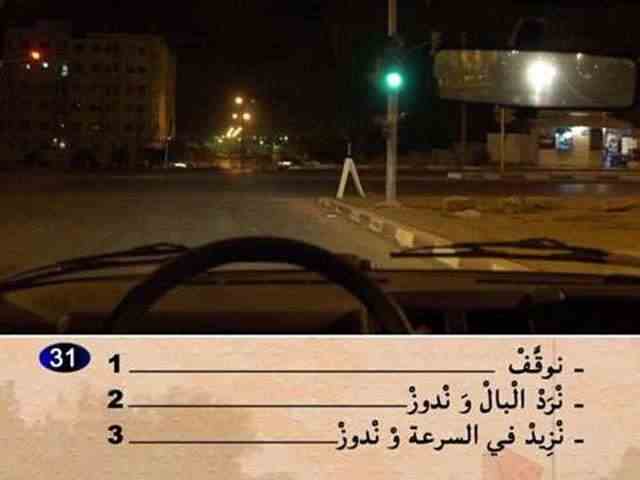 31
- نوقَّفْ 1
- نْرَدْ الْبالْ وَ نْدوزْ 2
- نْزِيدْ في السرعة وْ نْدوزْ 3